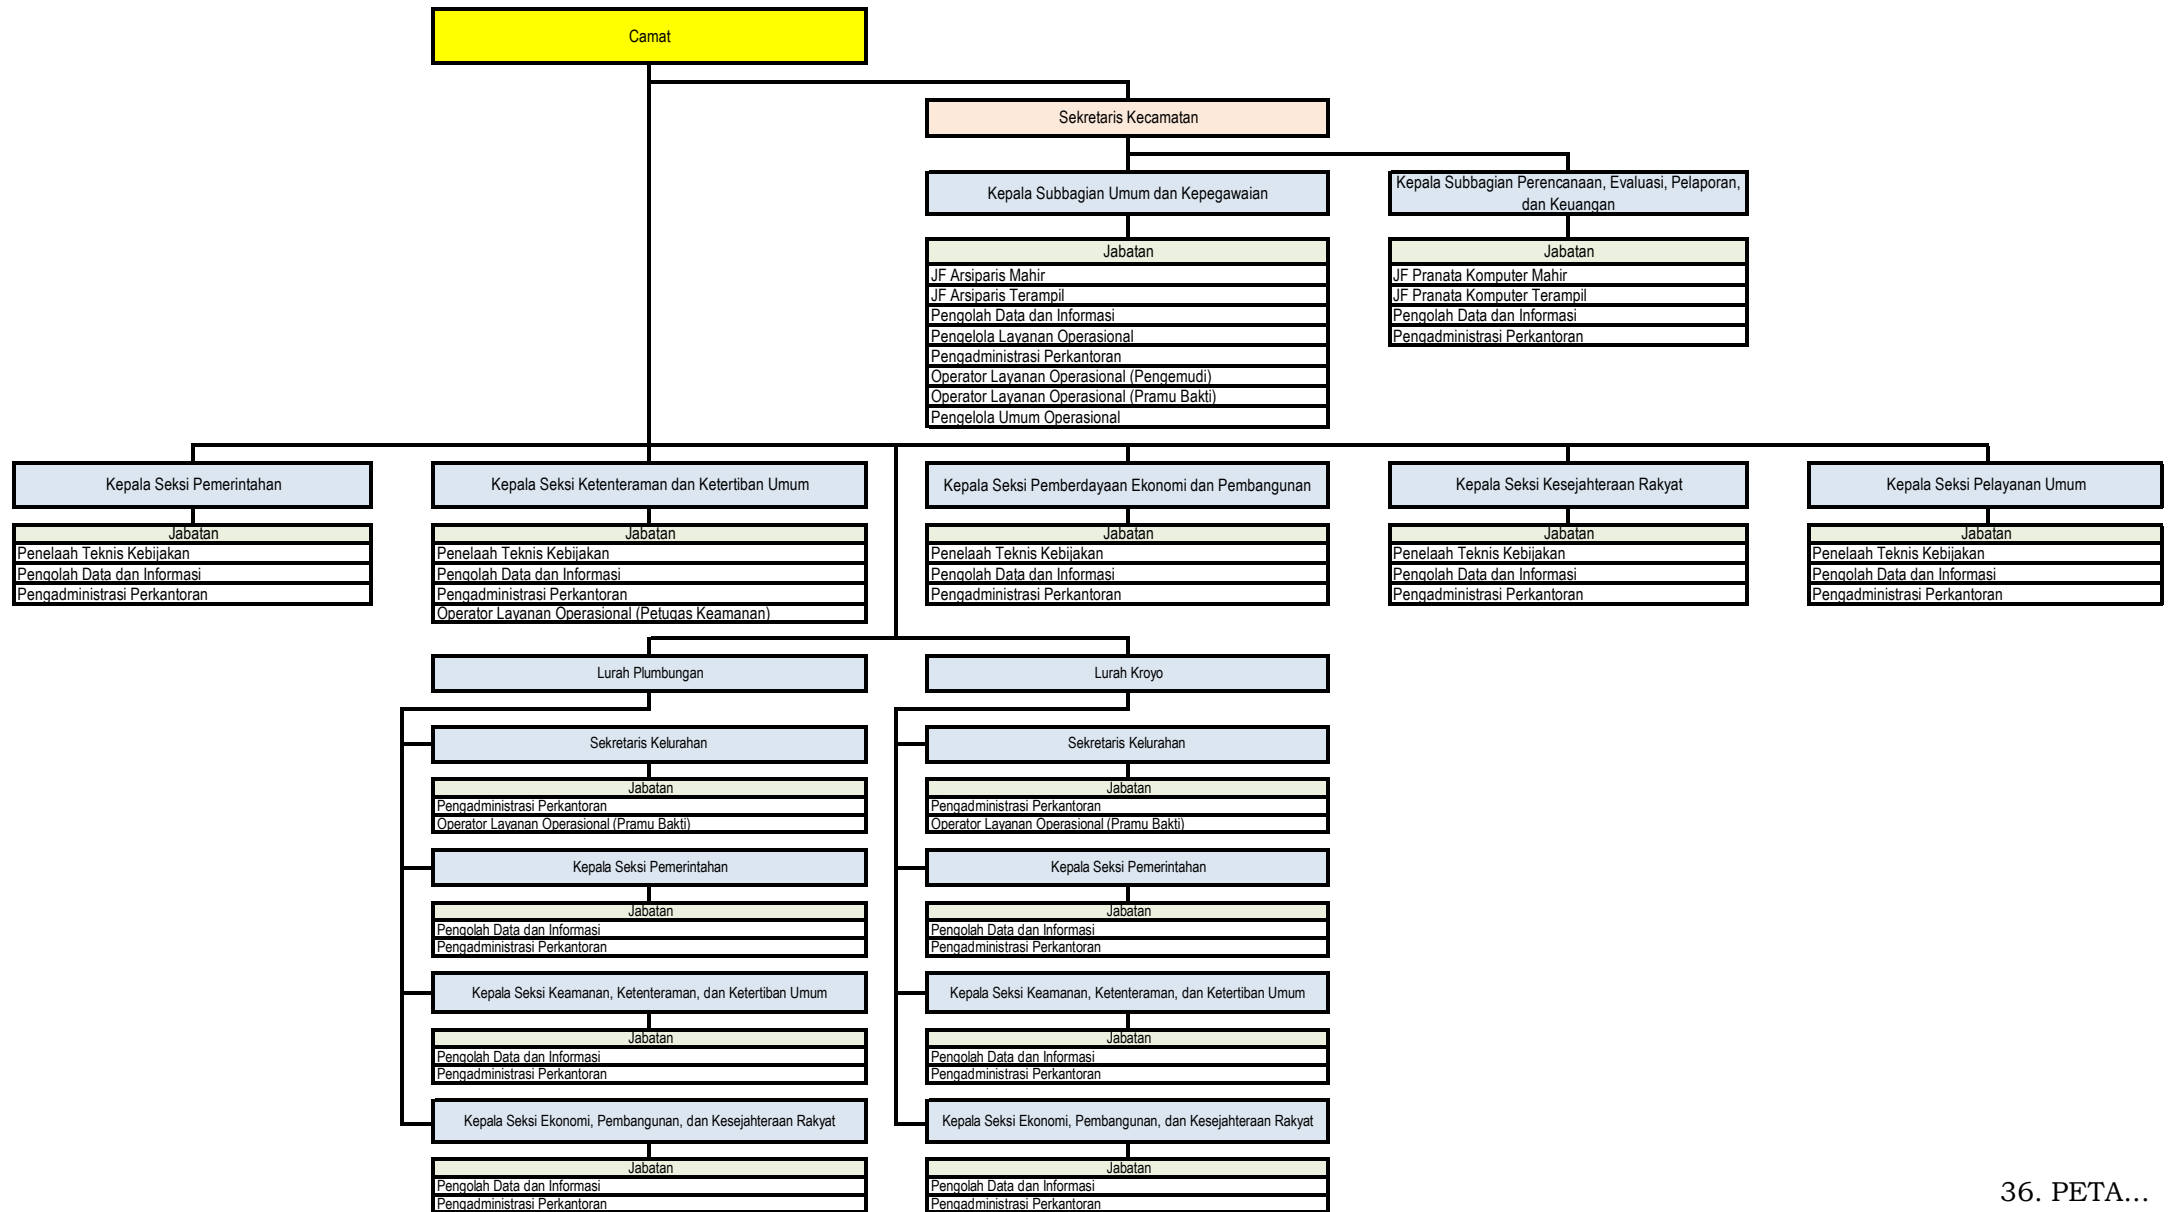 Camat
Sekretaris Kecamatan
Kepala Subbagian Umum dan Kepegawaian
Jabatan
JF Arsiparis Mahir
JF Arsiparis Terampil
Pengolah Data dan Informasi
Pengelola Layanan Operasional
Pengadministrasi Perkantoran
Operator Layanan Operasional (Pengemudi)
Operator Layanan Operasional (Pramu Bakti)
Pengelola Umum Operasional
Kepala Subbagian Perencanaan, Evaluasi, Pelaporan,
dan Keuangan
Jabatan
JF Pranata Komputer Mahir
JF Pranata Komputer Terampil
Pengolah Data dan Informasi
Pengadministrasi Perkantoran
Kepala Seksi Pemerintahan
Jabatan
Penelaah Teknis Kebijakan
Pengolah Data dan Informasi
Pengadministrasi Perkantoran
Kepala Seksi Ketenteraman dan Ketertiban Umum
Jabatan
Penelaah Teknis Kebijakan
Pengolah Data dan Informasi
Pengadministrasi Perkantoran
Operator Layanan Operasional (Petugas Keamanan)
Kepala Seksi Pemberdayaan Ekonomi dan Pembangunan
Jabatan
Penelaah Teknis Kebijakan
Pengolah Data dan Informasi
Pengadministrasi Perkantoran
Kepala Seksi Kesejahteraan Rakyat
Jabatan
Penelaah Teknis Kebijakan
Pengolah Data dan Informasi
Pengadministrasi Perkantoran
Kepala Seksi Pelayanan Umum
Jabatan
Penelaah Teknis Kebijakan
Pengolah Data dan Informasi
Pengadministrasi Perkantoran
Lurah Plumbungan
Sekretaris Kelurahan
Jabatan
Pengadministrasi Perkantoran
Operator Layanan Operasional (Pramu Bakti)
Kepala Seksi Pemerintahan
Jabatan
Pengolah Data dan Informasi
Pengadministrasi Perkantoran
Kepala Seksi Keamanan, Ketenteraman, dan Ketertiban Umum
Jabatan
Pengolah Data dan Informasi
Pengadministrasi Perkantoran
Kepala Seksi Ekonomi, Pembangunan, dan Kesejahteraan Rakyat
Jabatan
Pengolah Data dan Informasi
Pengadministrasi Perkantoran
Lurah Kroyo
Sekretaris Kelurahan
Jabatan
Pengadministrasi Perkantoran
Operator Layanan Operasional (Pramu Bakti)
Kepala Seksi Pemerintahan
Jabatan
Pengolah Data dan Informasi
Pengadministrasi Perkantoran
Kepala Seksi Keamanan, Ketenteraman, dan Ketertiban Umum
Jabatan
Pengolah Data dan Informasi
Pengadministrasi Perkantoran
Kepala Seksi Ekonomi, Pembangunan, dan Kesejahteraan Rakyat
Jabatan
Pengolah Data dan Informasi
Pengadministrasi Perkantoran
36. PETA...